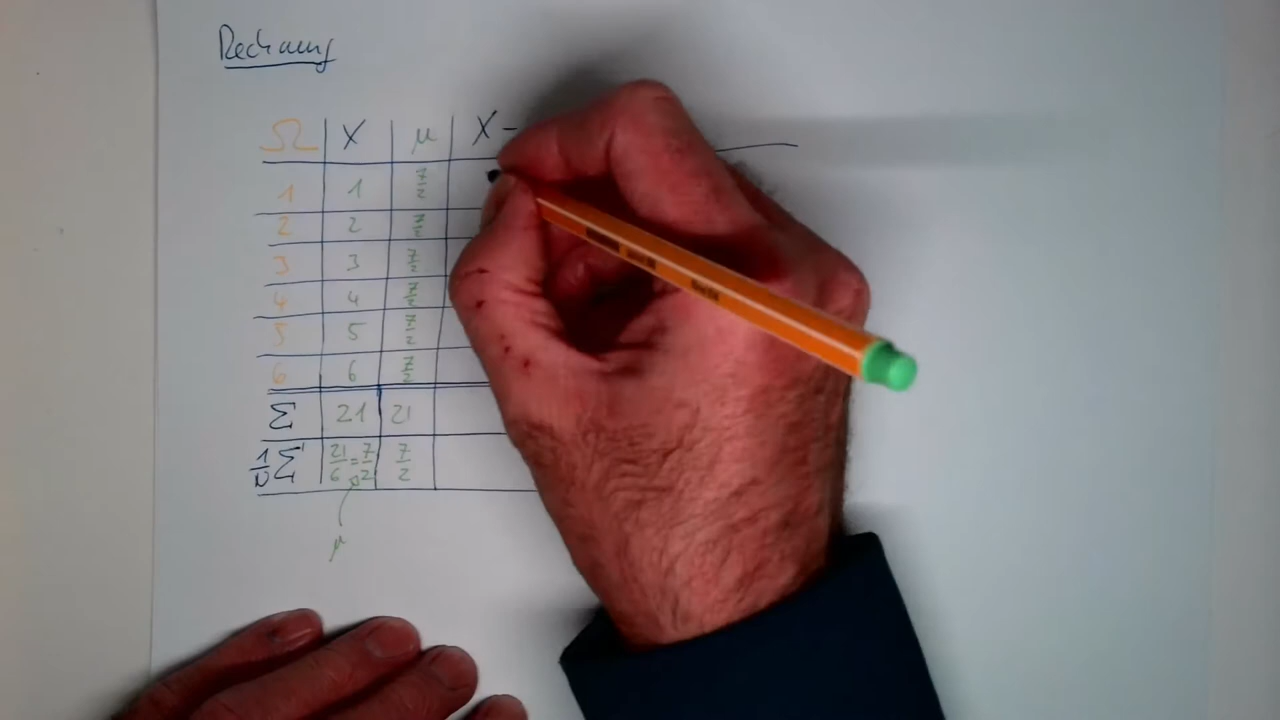 Rechnung
Ω X μ X -
1 1 7/2
2 2 7/2
3 3 7/2
4 4 7/2
5 5 7/2
6 6 7/2
Σ 21 21
1/N Σ 21/6 = 7/2 7/2
μ